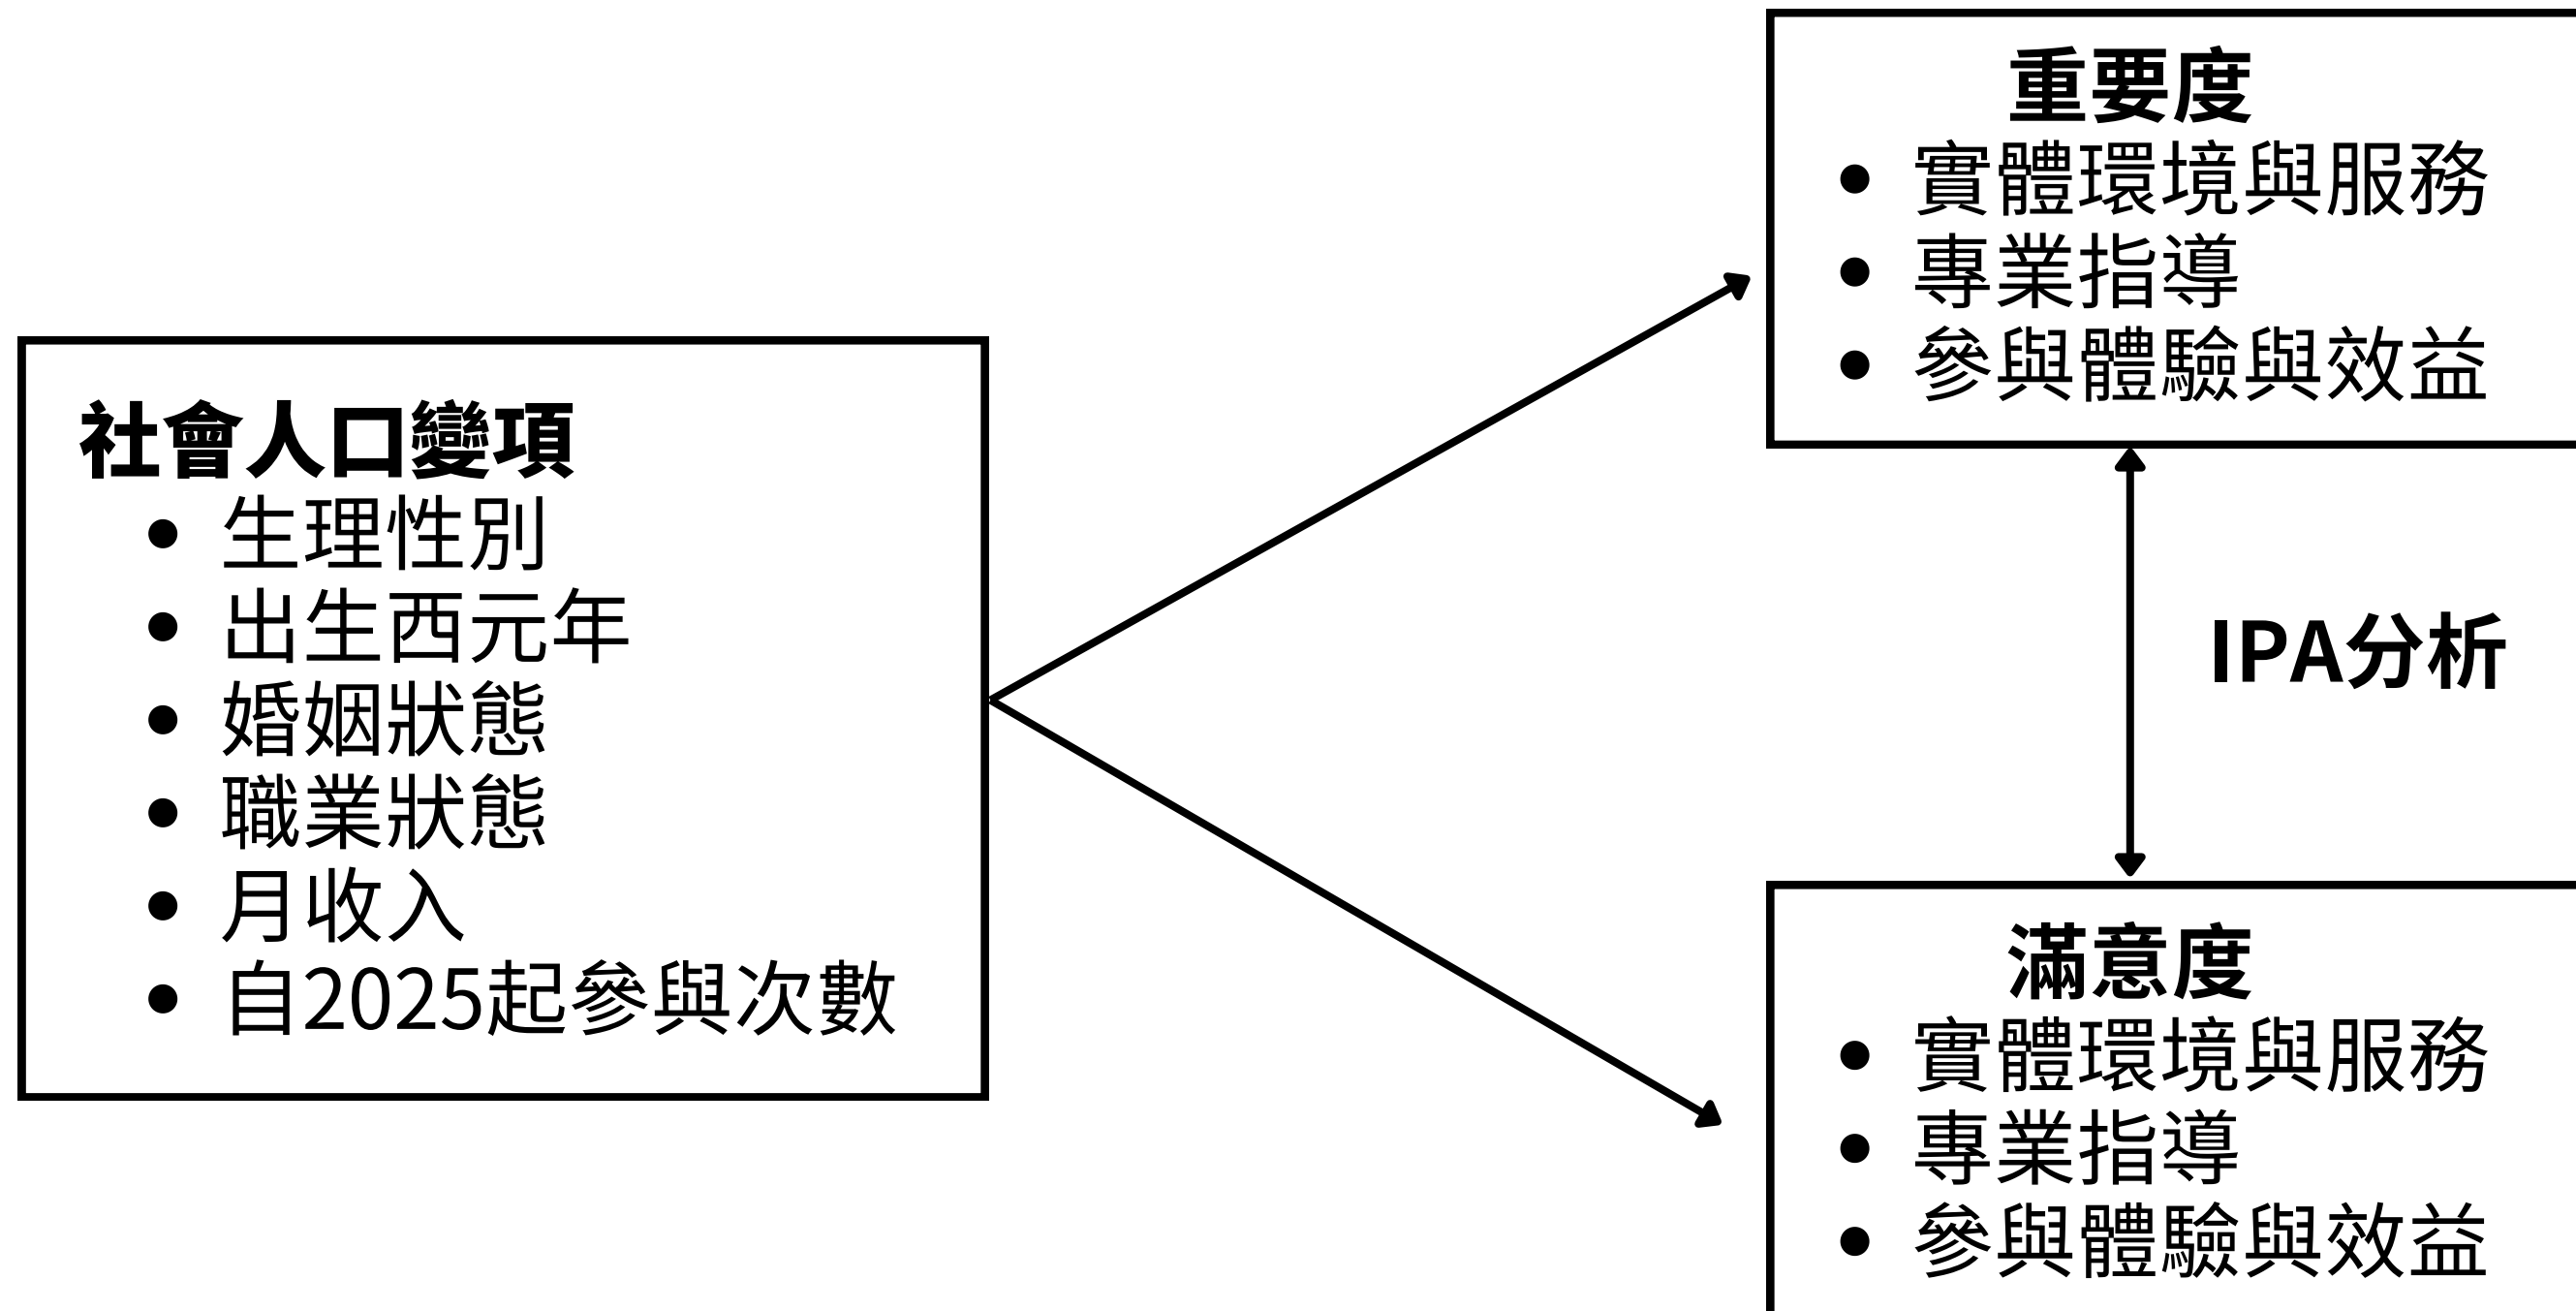 重要度
實體環境與服務
專業指導
參與體驗與效益
社會人口變項
生理性別
出生西元年
婚姻狀態
職業狀態
月收入
自2025起參與次數
IPA分析
滿意度
實體環境與服務
專業指導
參與體驗與效益